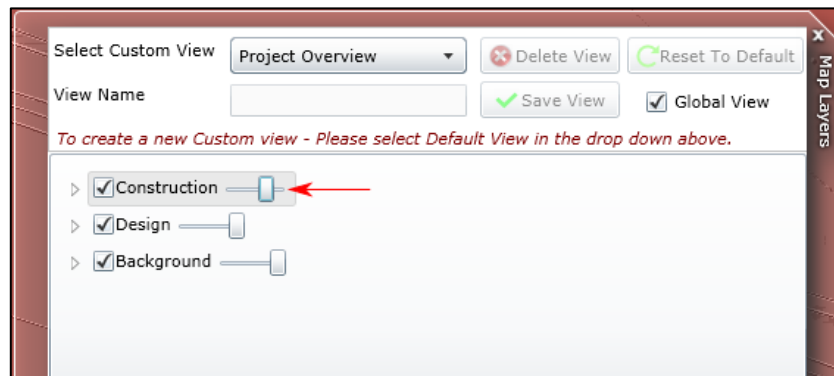 Select Custom View Project Overview Delete View Reset To Default
View Name Save View Global View
To create a new Custom view - Please select Default View in the drop down above.
Construction
Design
Background
x
Map Layers